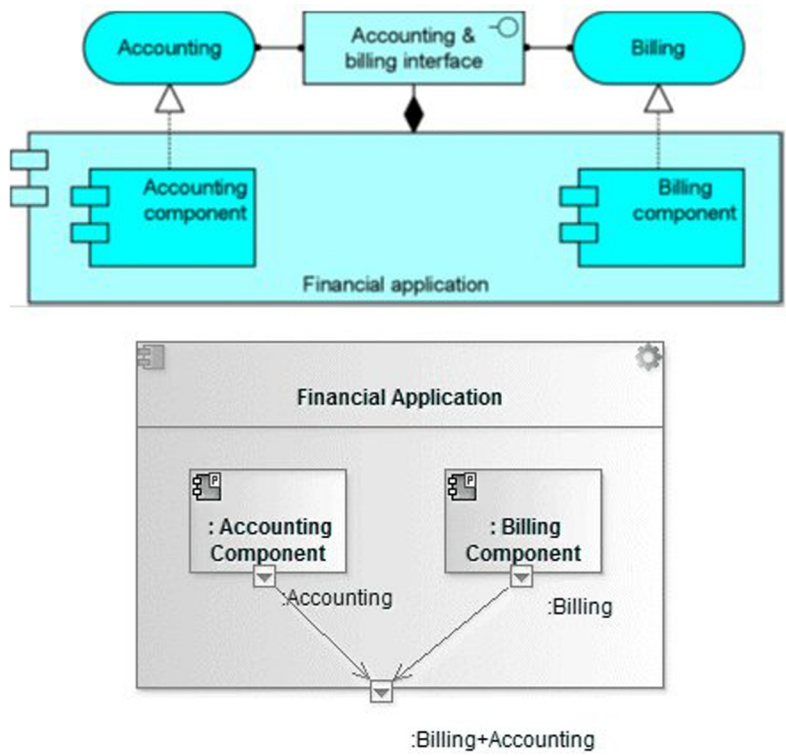 Accounting
Accounting &
billing interface
Billing
Accounting
component
Billing
component
Financial application
Financial Application
P
: Accounting
Component
P
: Billing
Component
:Accounting
:Billing
:Billing+Accounting